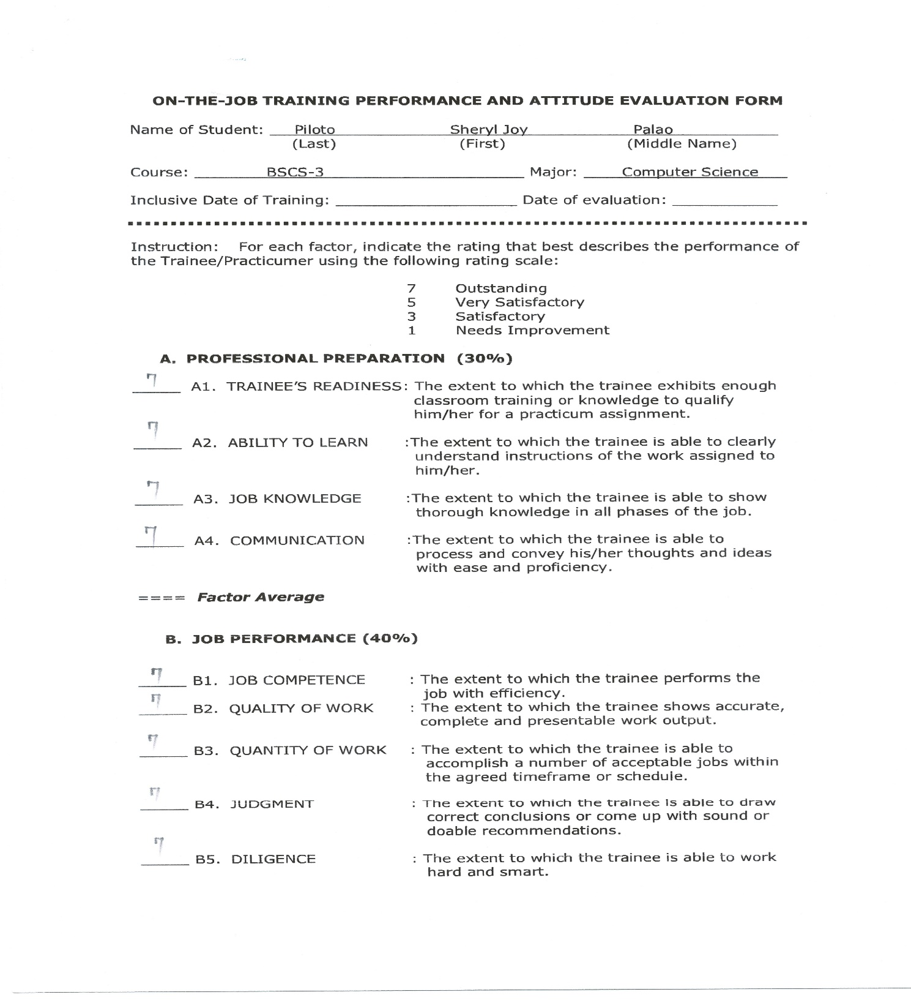 ON-THE-JOB TRAINING PERFORMANCE AND ATTITUDE EVALUATION FORM
Name of Student: Piloto Sheryl Joy Palao
(Last) (First) (Middle Name)
Course: BSCS-3 Major: Computer Science
Inclusive Date of Training: Date of evaluation:
Instruction: For each factor, indicate the rating that best describes the performance of
the Trainee/Practicumer using the following rating scale:
7 Outstanding
5 Very Satisfactory
3 Satisfactory
1 Needs Improvement
A. PROFESSIONAL PREPARATION (30%)
7 A1. TRAINEE'S READINESS: The extent to which the trainee exhibits enough
classroom training or knowledge to qualify
him/her for a practicum assignment.
7 A2. ABILITY TO LEARN :The extent to which the trainee is able to clearly
understand instructions of the work assigned to
him/her.
7 A3. JOB KNOWLEDGE :The extent to which the trainee is able to show
thorough knowledge in all phases of the job.
7 A4. COMMUNICATION :The extent to which the trainee is able to
process and convey his/her thoughts and ideas
with ease and proficiency.
==== Factor Average
B. JOB PERFORMANCE (40%)
7 B1. JOB COMPETENCE : The extent to which the trainee performs the
job with efficiency.
7 B2. QUALITY OF WORK : The extent to which the trainee shows accurate,
complete and presentable work output.
7 B3. QUANTITY OF WORK : The extent to which the trainee is able to
accomplish a number of acceptable jobs within
the agreed timeframe or schedule.
7 B4. JUDGMENT : The extent to which the trainee is able to draw
correct conclusions or come up with sound or
doable recommendations.
7 B5. DILIGENCE : The extent to which the trainee is able to work
hard and smart.